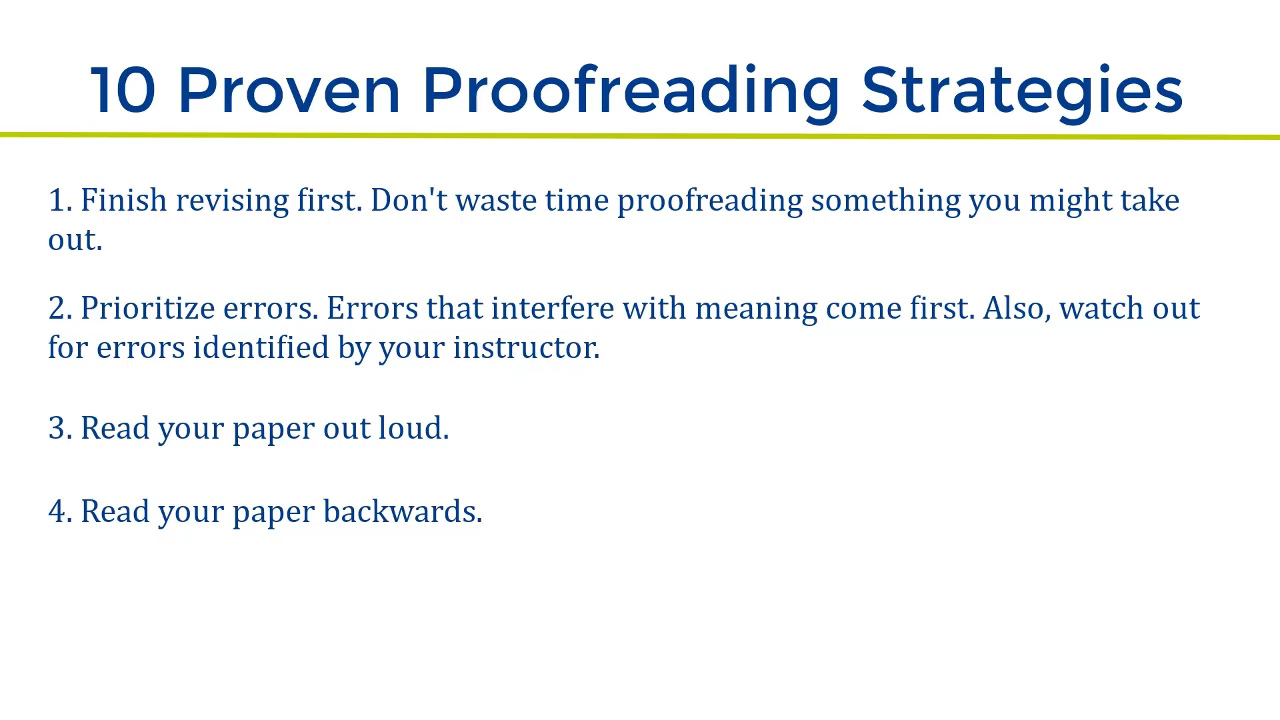 10 Proven Proofreading Strategies
1. Finish revising first. Don't waste time proofreading something you might take
out.
2. Prioritize errors. Errors that interfere with meaning come first. Also, watch out
for errors identified by your instructor.
3. Read your paper out loud.
4. Read your paper backwards.